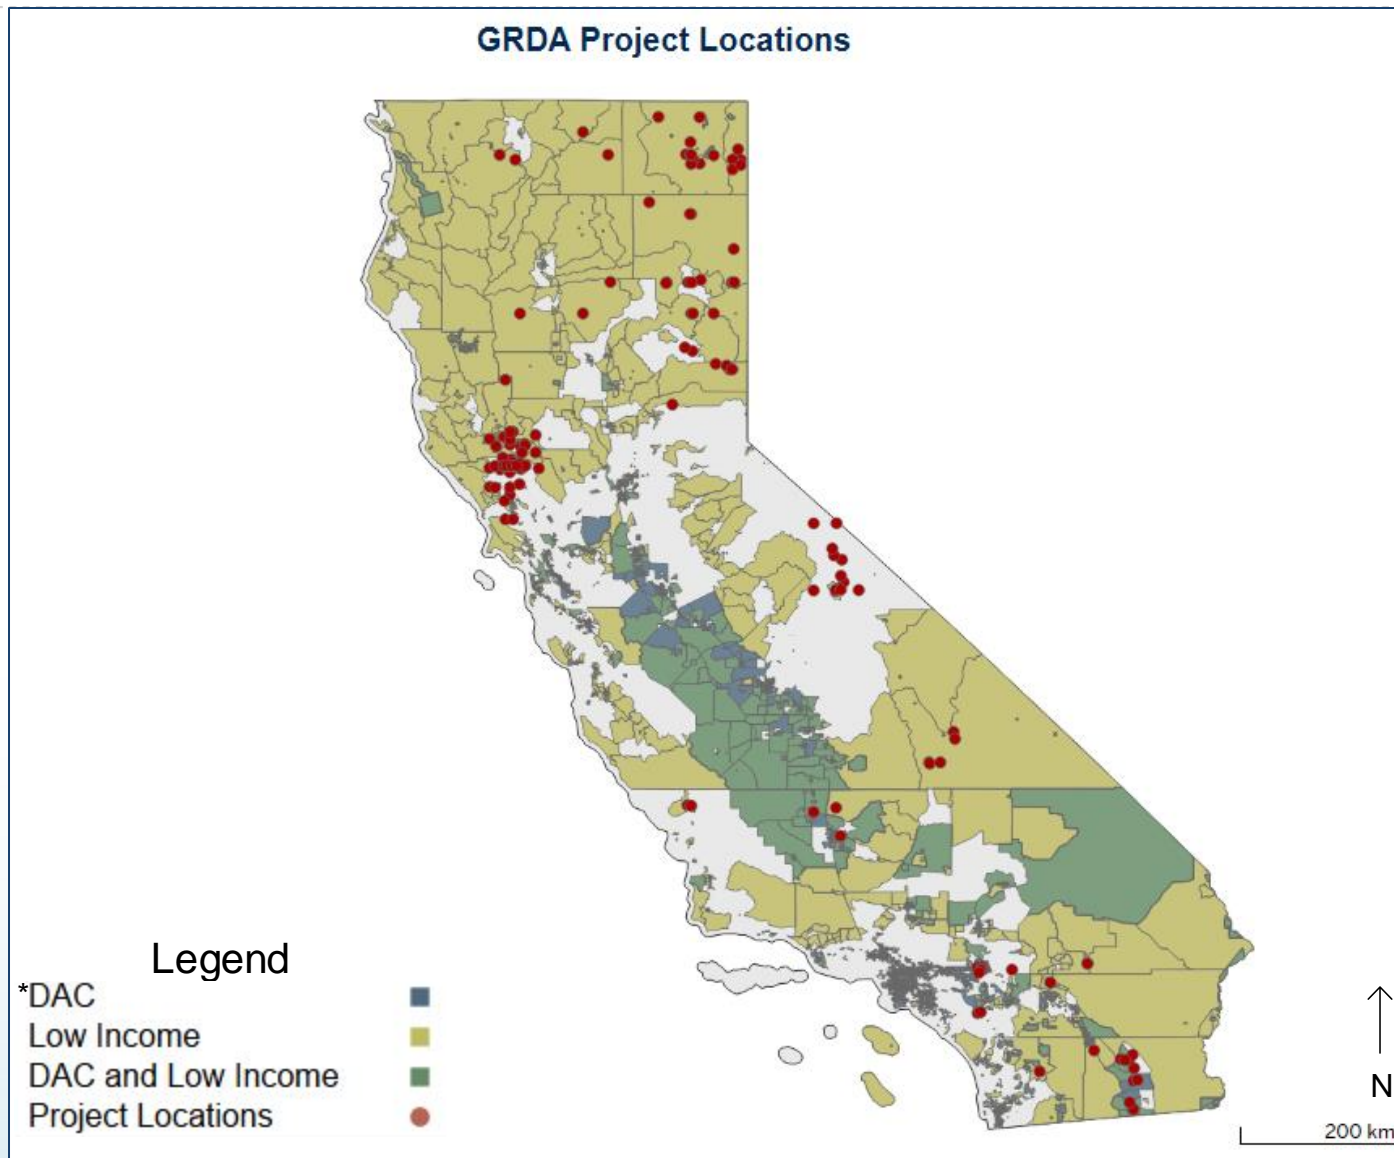 GRDA Project Locations
Legend
*DAC
Low Income
DAC and Low Income
Project Locations
N
200 km